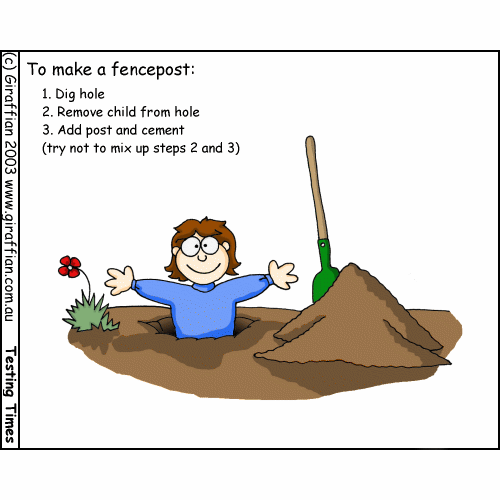 To make a fencepost:
1. Dig hole
2. Remove child from hole
3. Add post and cement
(try not to mix up steps 2 and 3)
(c) Giraffian 2003 www.giraffian.com.au
Testing Times